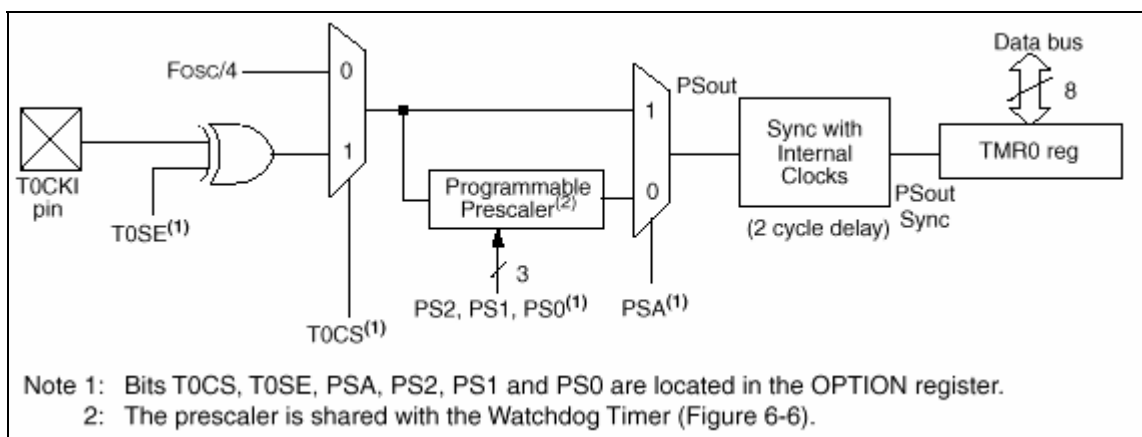 Data bus
8
Fosc/4
0
1
T0CKI
pin
T0SE(1)
T0CS(1)
Programmable
Prescaler(2)
3
PS2, PS1, PS0(1)
1
0
PSA(1)
PSout
Sync with
Internal
Clocks
(2 cycle delay)
PSout
Sync
TMR0 reg
Note 1: Bits T0CS, T0SE, PSA, PS2, PS1 and PS0 are located in the OPTION register.
2: The prescaler is shared with the Watchdog Timer (Figure 6-6).